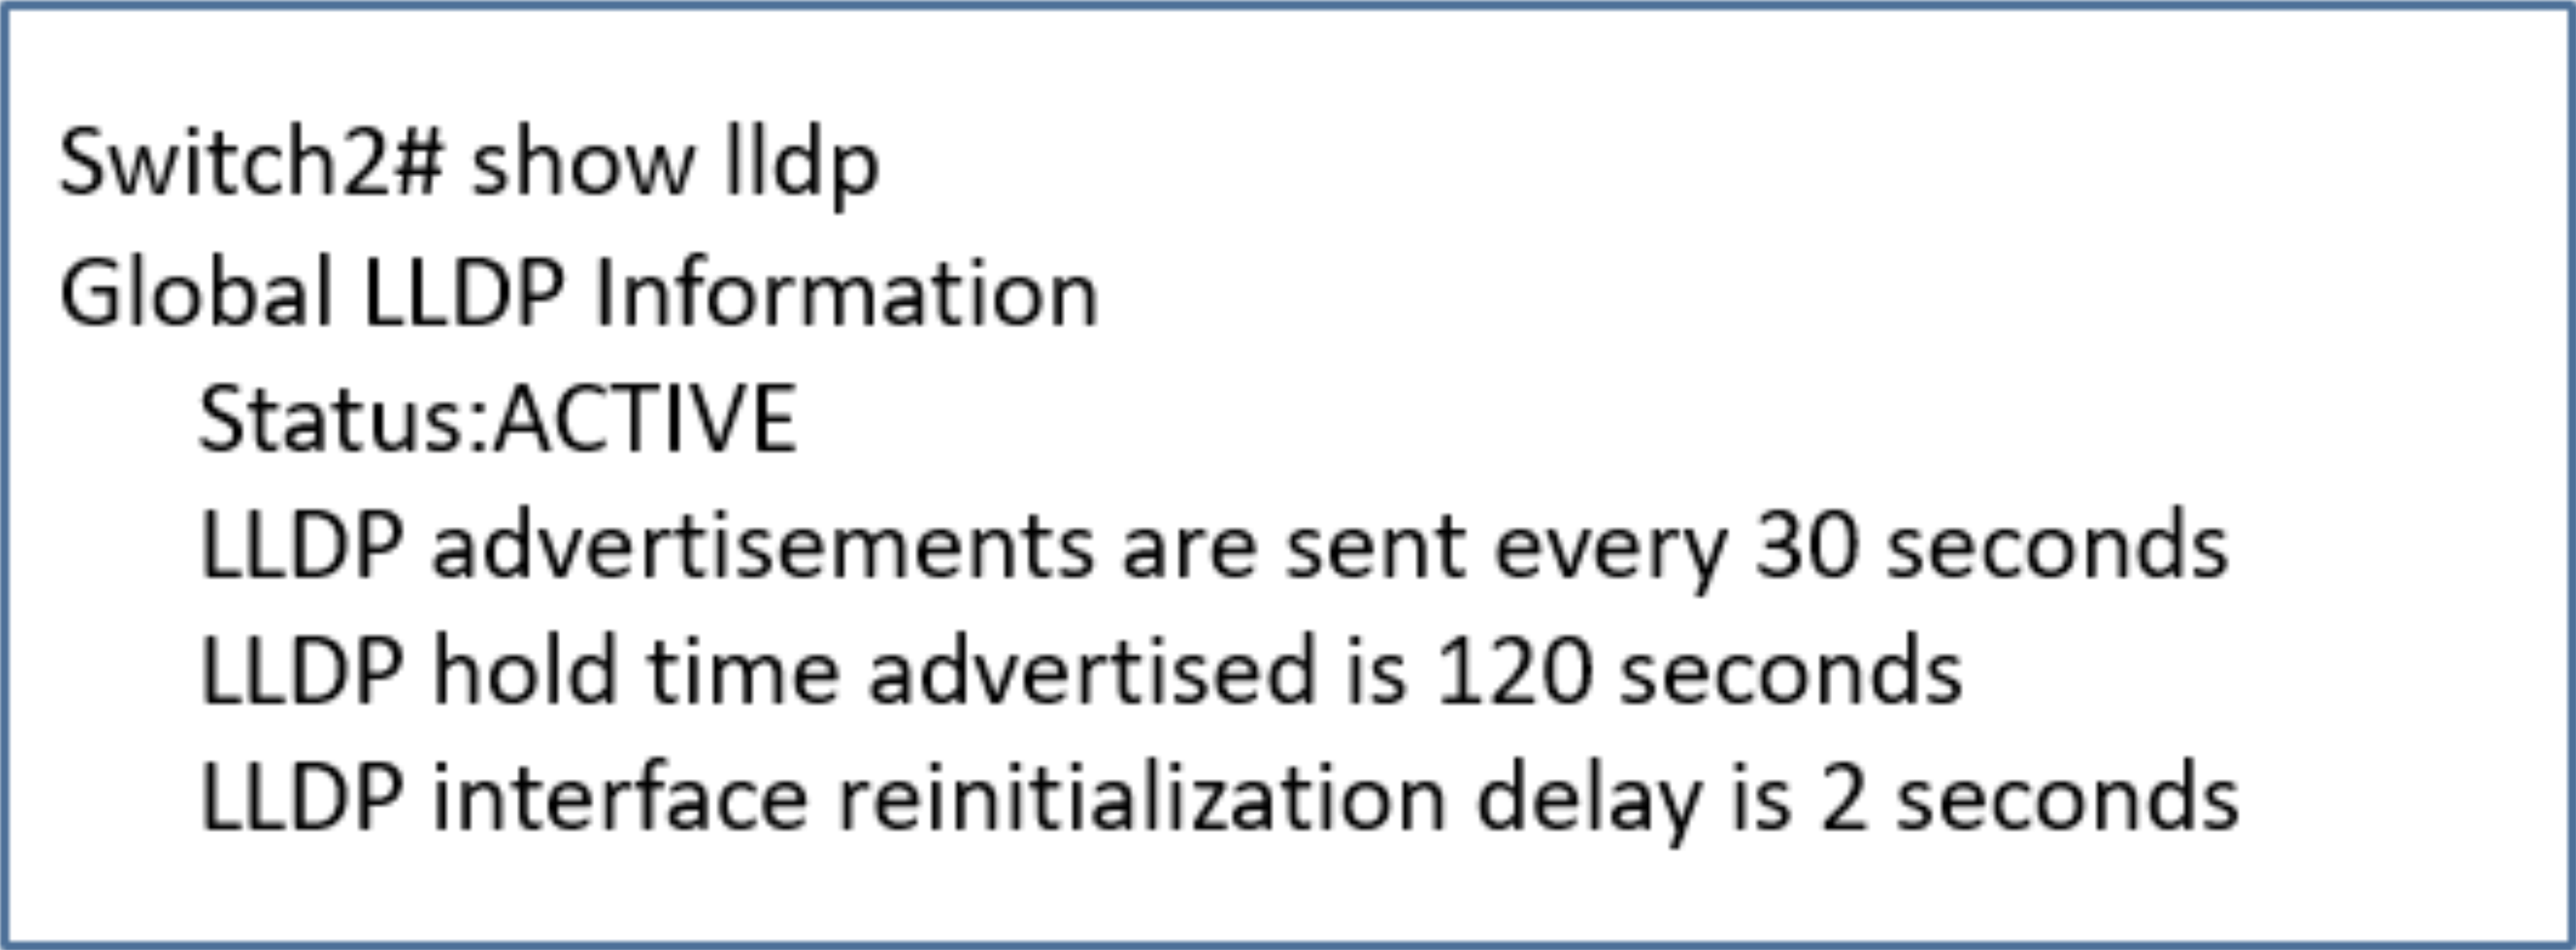 Switch2# show lldp
Global LLDP Information
Status:ACTIVE
LLDP advertisements are sent every 30 seconds
LLDP hold time advertised is 120 seconds
LLDP interface reinitialization delay is 2 seconds